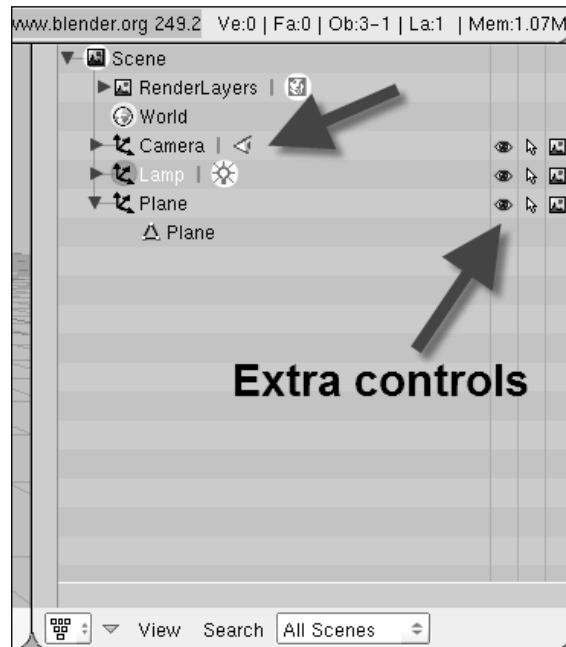 www.blender.org 249.2 Ve:0 | Fa:0 | Ob:3-1 | La:1 | Mem:1.07M
Scene
RenderLayers |
World
Camera |
Lamp |
Plane
Plane
Extra controls
View Search All Scenes